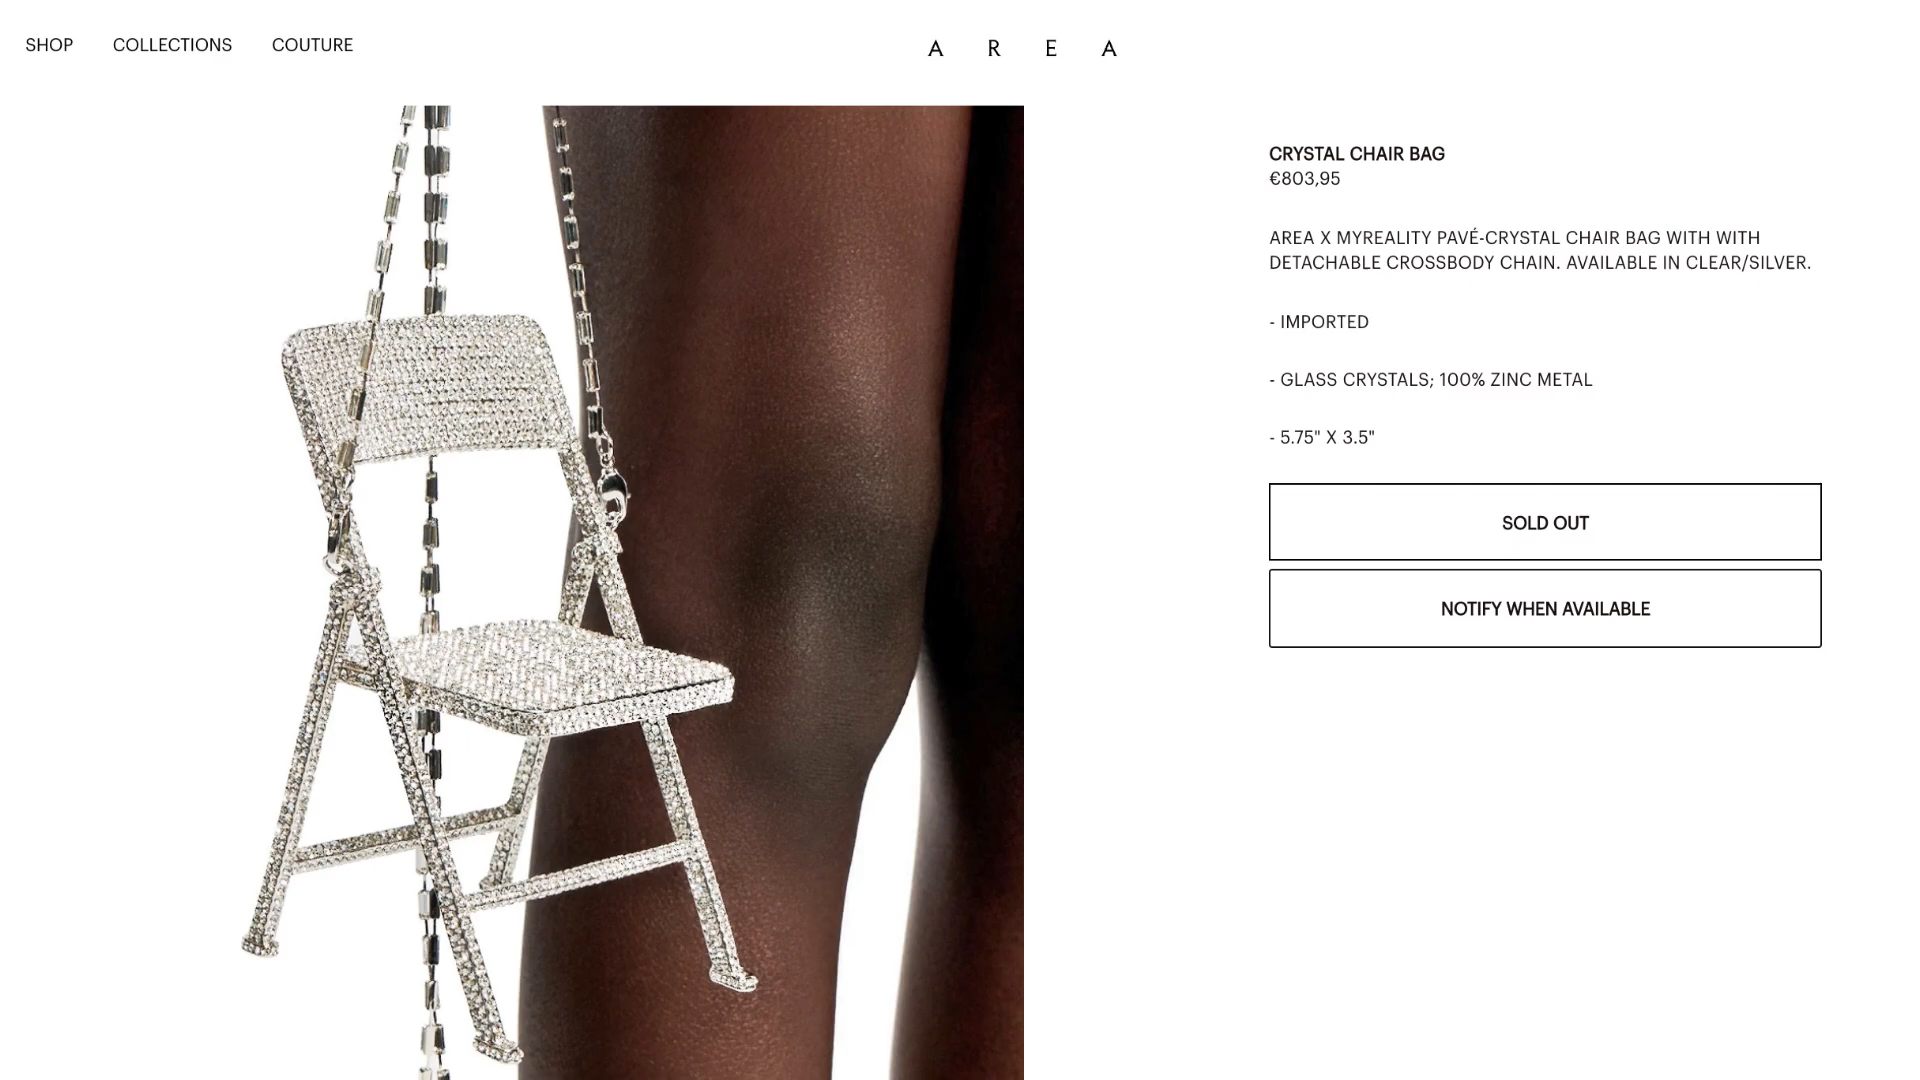 SHOP COLLECTIONS COUTURE
A R E A
CRYSTAL CHAIR BAG
€803,95
AREA X MYREALITY PAVÉ-CRYSTAL CHAIR BAG WITH WITH
DETACHABLE CROSSBODY CHAIN. AVAILABLE IN CLEAR/SILVER.
- IMPORTED
- GLASS CRYSTALS; 100% ZINC METAL
- 5.75" X 3.5"
SOLD OUT
NOTIFY WHEN AVAILABLE